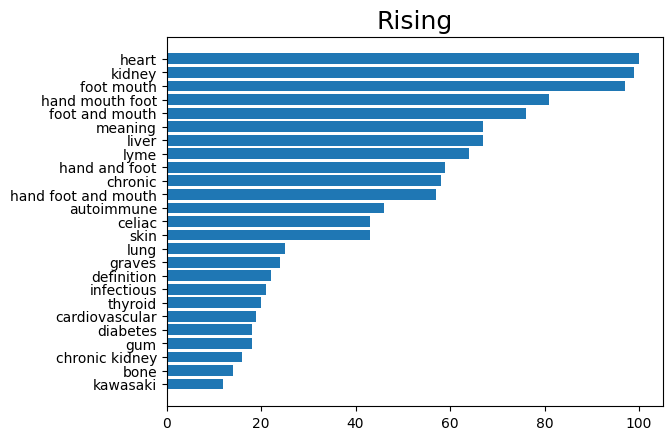 Rising
heart
kidney
foot mouth
hand mouth foot
foot and mouth
meaning
liver
lyme
hand and foot
chronic
hand foot and mouth
autoimmune
celiac
skin
lung
graves
definition
infectious
thyroid
cardiovascular
diabetes
gum
chronic kidney
bone
kawasaki
0 20 40 60 80 100